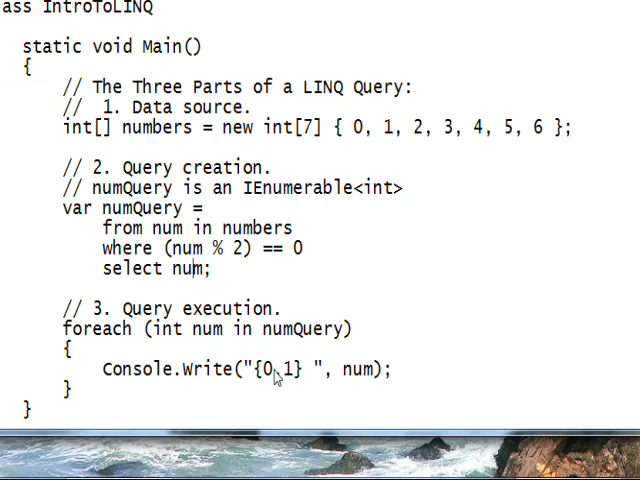 ass IntroToLINQ
static void Main()
{
// The Three Parts of a LINQ Query:
//  1. Data source.
int[] numbers = new int[7] { 0, 1, 2, 3, 4, 5, 6 };
// 2. Query creation.
// numQuery is an IEnumerable<int>
var numQuery =
from num in numbers
where (num % 2) == 0
select num;
// 3. Query execution.
foreach (int num in numQuery)
{
Console.Write("{0,1} ", num);
}
}